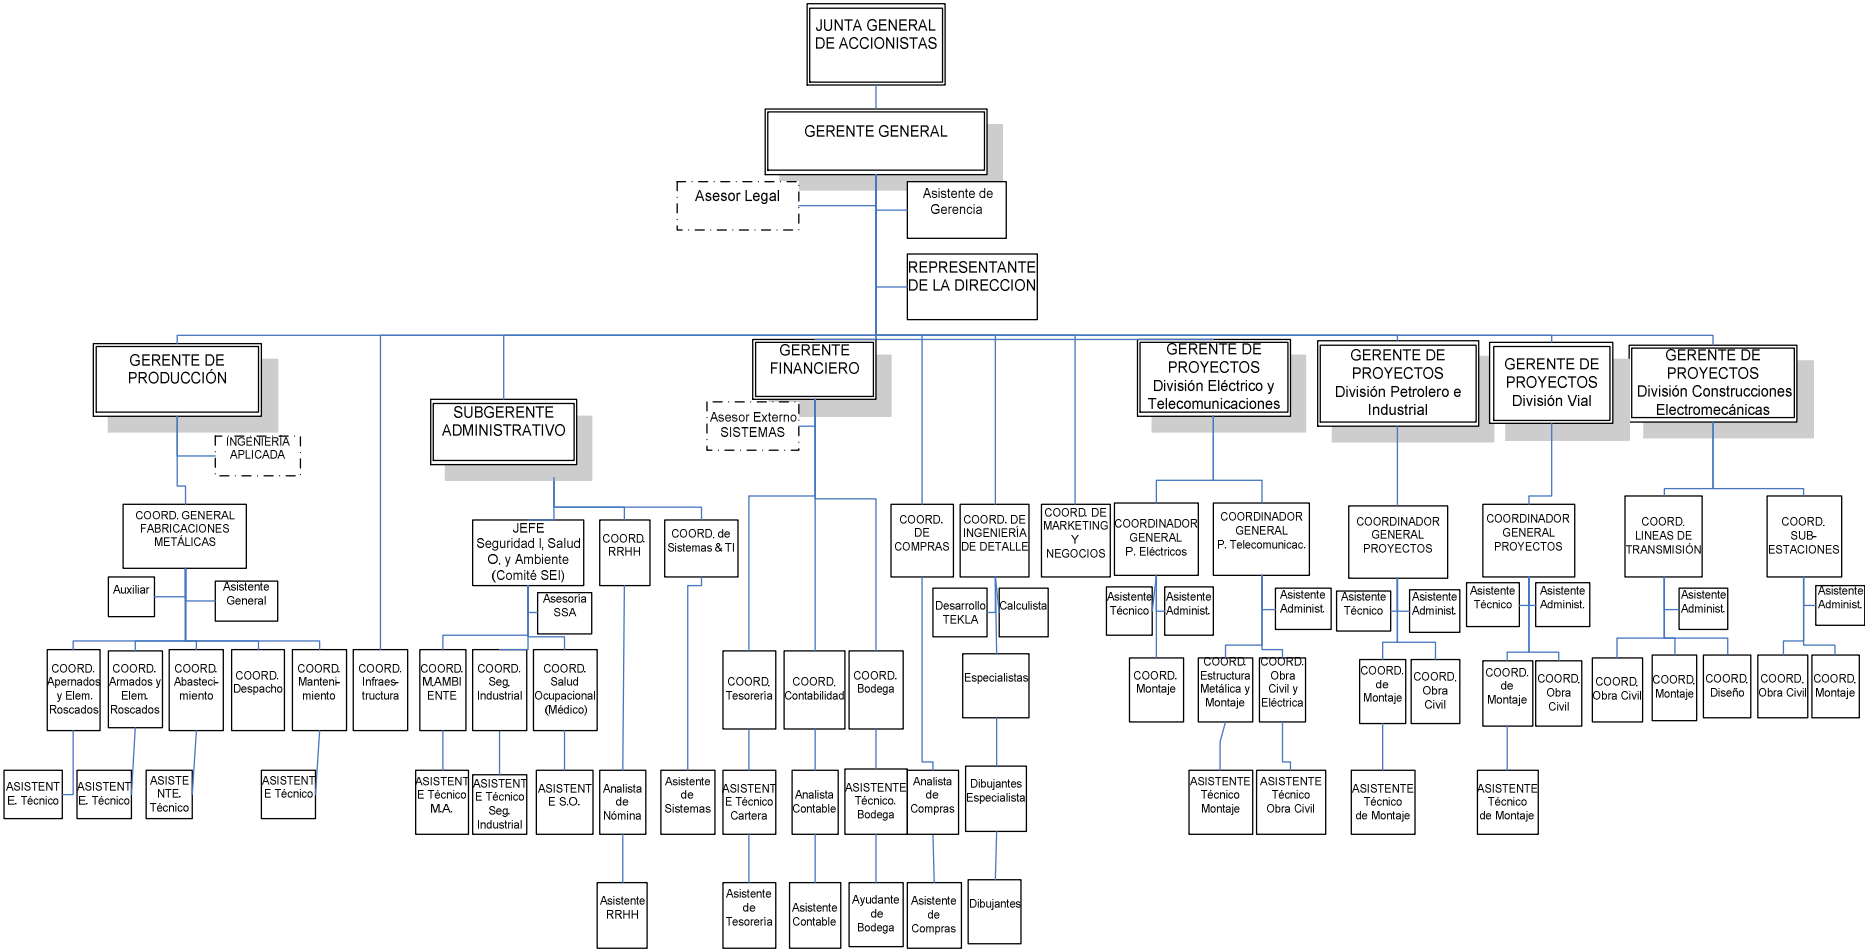 JUNTA GENERAL
DE ACCIONISTAS
GERENTE GENERAL
Asesor Legal
Asistente de
Gerencia
REPRESENTANTE
DE LA DIRECCION
GERENTE DE
PRODUCCIÓN
SUBGERENTE
ADMINISTRATIVO
GERENTE
FINANCIERO
GERENTE DE
PROYECTOS
División Eléctrico y
Telecomunicaciones
GERENTE DE
PROYECTOS
División Petrolero e
Industrial
GERENTE DE
PROYECTOS
División Vial
GERENTE DE
PROYECTOS
División Construcciones
Electromecánicas
INGENIERÍA
APLICADA
Asesor Externo
SISTEMAS
COORD. GENERAL
FABRICACIONES
METÁLICAS
JEFE
Seguridad I, Salud
O, y Ambiente
(Comité SEI)
COORD.
RRHH
COORD. de
Sistemas & TI
COORD.
DE
COMPRAS
COORD. DE
INGENIERÍA
DE DETALLE
COORD. DE
MARKETING
Y
NEGOCIOS
COORDINADOR
GENERAL
P. Eléctricos
COORDINADOR
GENERAL
P. Telecomunicac.
COORDINADOR
GENERAL
PROYECTOS
COORDINADOR
GENERAL
PROYECTOS
COORD.
LINEAS DE
TRANSMISIÓN
COORD.
SUB-
ESTACIONES
Auxiliar
Asistente
General
Asesoría
SSA
Desarrollo
TEKLA
Calculista
Asistente
Técnico
Asistente
Administ.
Asistente
Administ.
Asistente
Técnico
Asistente
Administ.
Asistente
Técnico
Asistente
Administ.
Asistente
Administ.
Asistente
Administ.
COORD.
Apernados
y Elem.
Roscados
COORD.
Armados y
Elem.
Roscados
COORD.
Abasteci-
miento
COORD.
Despacho
COORD.
Manteni-
miento
COORD.
Infraes-
tructura
COORD.
M.AMBI
ENTE
COORD.
Seg.
Industrial
COORD.
Salud
Ocupacional
(Médico)
COORD.
Tesorería
COORD.
Contabilidad
COORD.
Bodega
Especialistas
COORD.
Montaje
COORD.
Estructura
Metálica y
Montaje
COORD.
Obra
Civil y
Eléctrica
COORD.
de
Montaje
COORD.
Obra
Civil
COORD.
de
Montaje
COORD.
Obra
Civil
COORD.
Obra Civil
COORD.
Montaje
COORD.
Diseño
COORD.
Obra Civil
COORD.
Montaje
ASISTENT
E. Técnico
ASISTENT
E. Técnico
ASISTE
NTE.
Técnico
ASISTENT
E Técnico
ASISTENT
E Técnico
M.A.
ASISTENT
E Técnico
Seg.
Industrial
ASISTENT
E S.O.
Analista
de
Nómina
Asistente
de
Sistemas
ASISTENT
E Técnico
Cartera
Analista
Contable
ASISTENTE
Técnico.
Bodega
Analista
de
Compras
Dibujantes
Especialista
ASISTENTE
Técnico
Montaje
ASISTENTE
Técnico
Obra Civil
ASISTENTE
Técnico
de Montaje
ASISTENTE
Técnico
de Montaje
Asistente
RRHH
Asistente
de
Tesorería
Asistente
Contable
Ayudante
de
Bodega
Asistente
de
Compras
Dibujantes